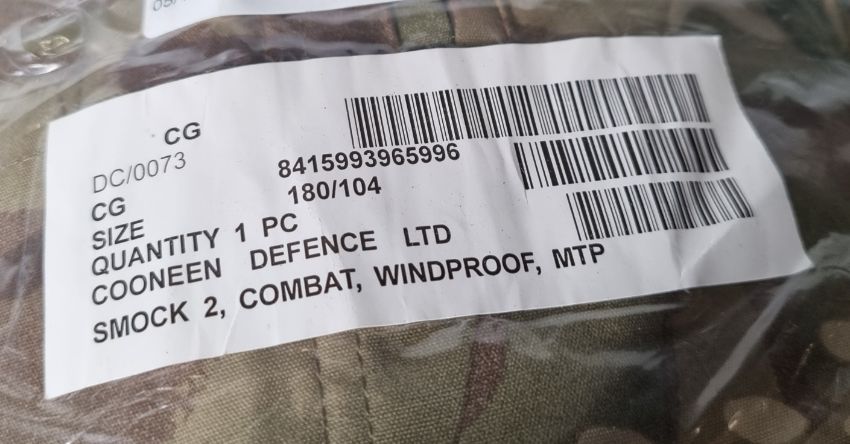 CG
DC/0073
CG 8415993965996
SIZE 180/104
QUANTITY 1 PC
COONEEN DEFENCE LTD
SMOCK 2, COMBAT, WINDPROOF, MTP